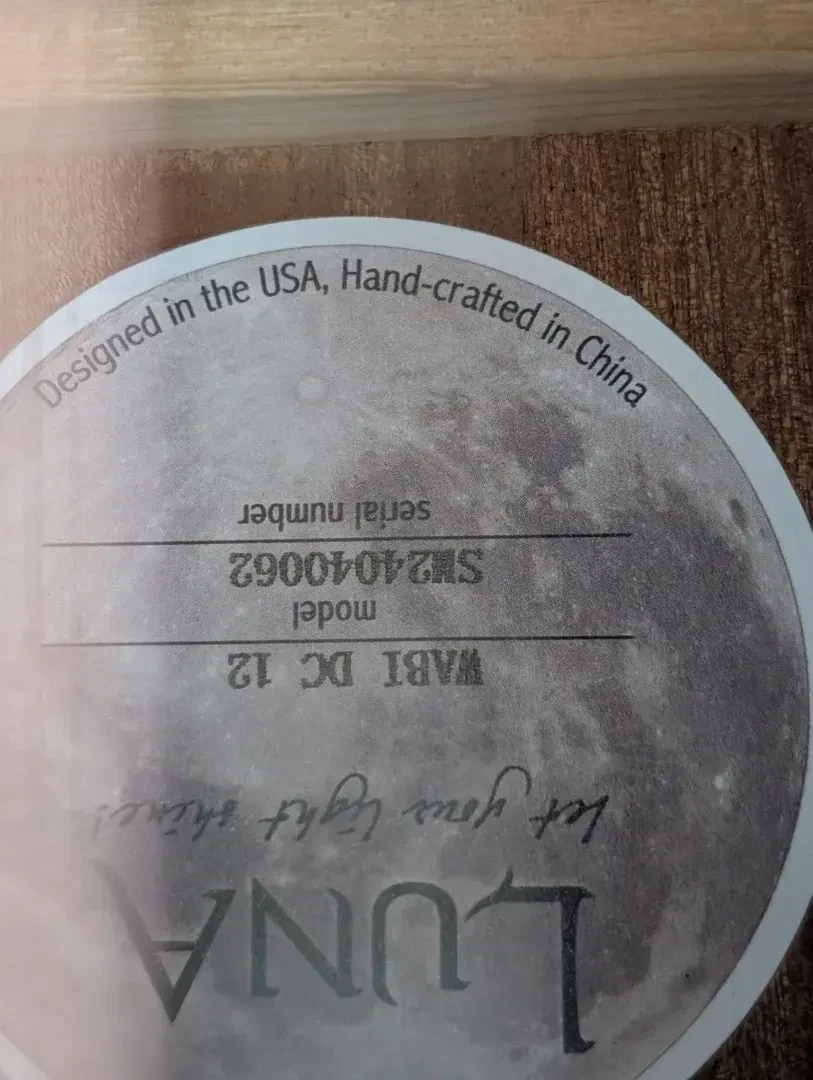 LUNA
let your light shine!
WABI DC 12
model
SW24040062
serial number
Designed in the USA, Hand-crafted in China